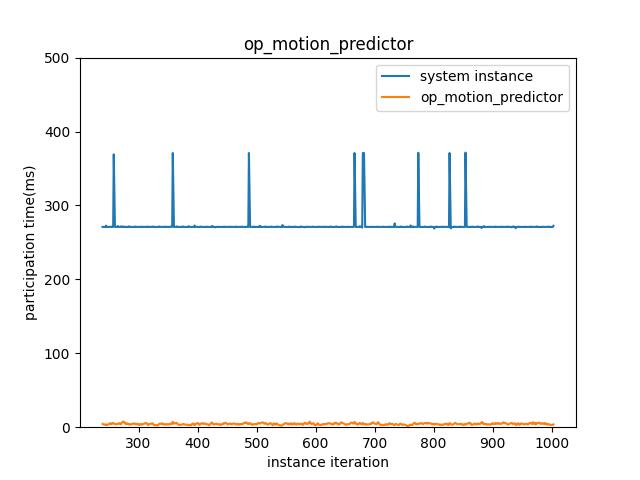 op_motion_predictor
500
400
300
200
100
0
participation time(ms)
system instance
op_motion_predictor
300 400 500 600 700 800 900 1000
instance iteration